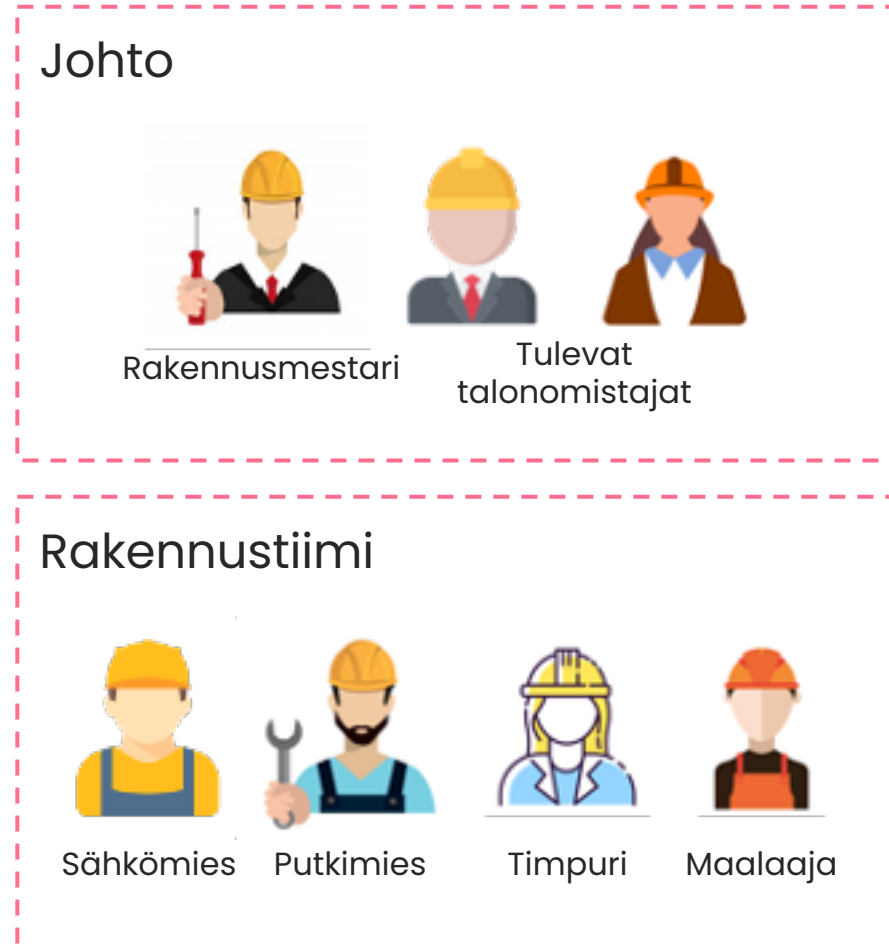 Johto
Rakennusmestari
Tulevat
talonomistajat
Rakennustiimi
Sähkömies
Putkimies
Timpuri
Maalaaja